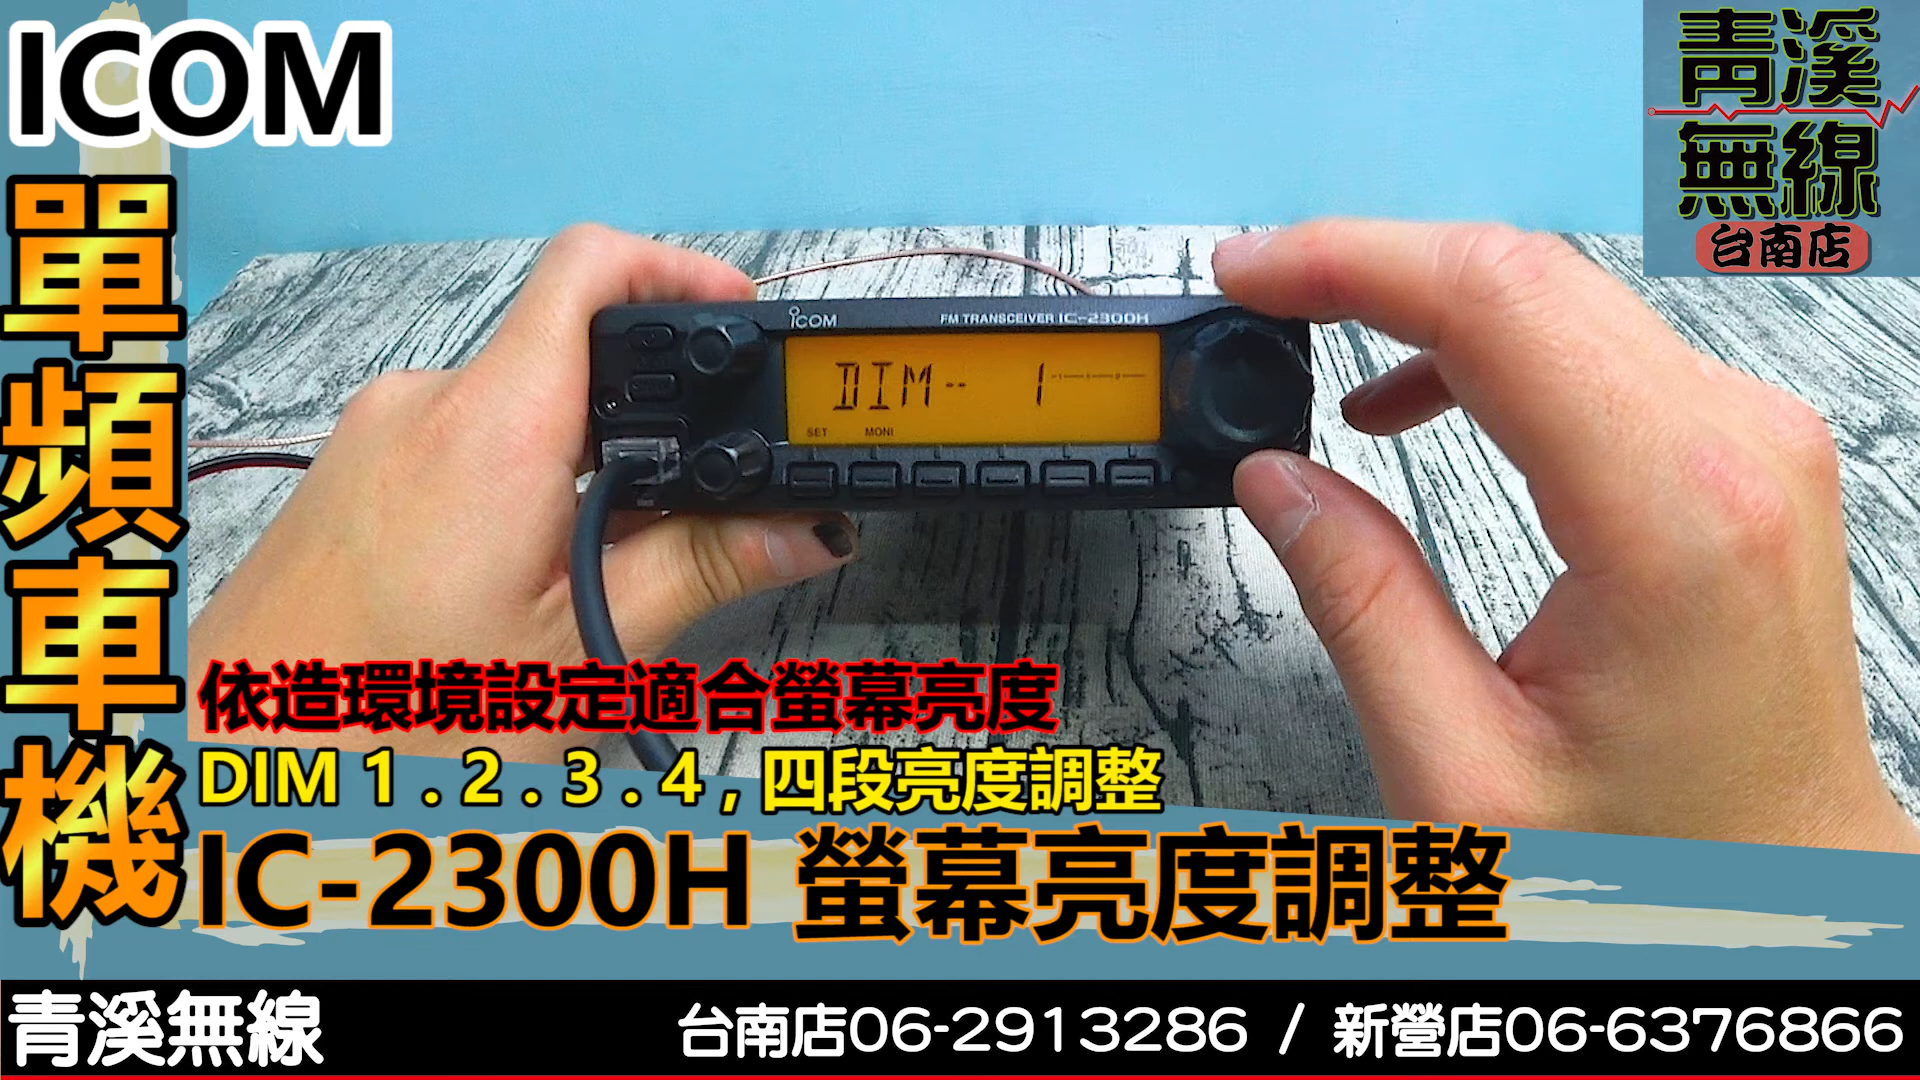 ICOM
單頻車機
青溪
無線
台南店
ICOM
FM TRANSCEIVER IC-2300H
DIM-- 1
SET MONI
依造環境設定適合螢幕亮度
DIM 1 . 2 . 3 . 4 , 四段亮度調整
IC-2300H 螢幕亮度調整
青溪無線
台南店06-2913286 / 新營店06-6376866